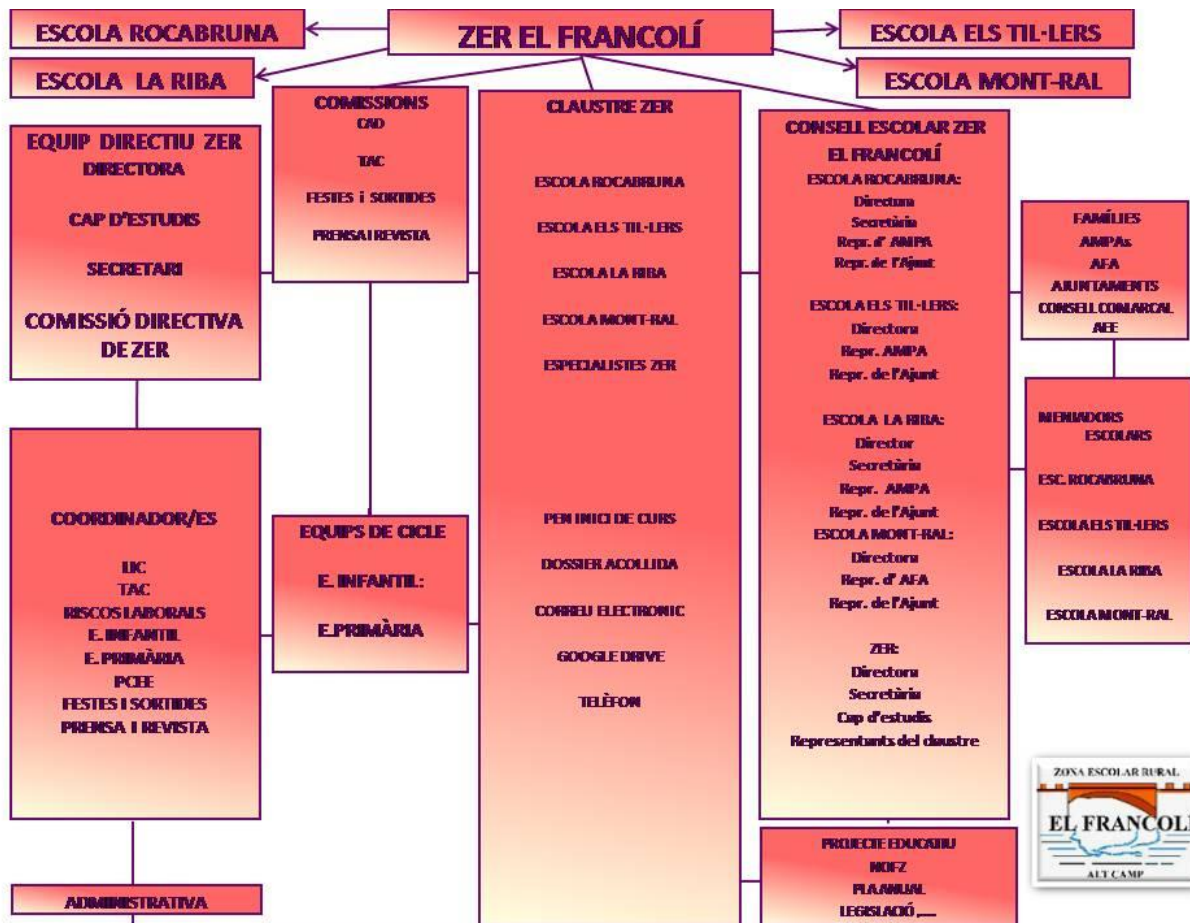 ESCOLA ROCABRUNA
ZER EL FRANCOLÍ
ESCOLA ELS TIL·LERS
ESCOLA LA RIBA
ESCOLA MONT-RAL
EQUIP DIRECTIU ZER
DIRECTORA
CAP D'ESTUDIS
SECRETARI
COMISSIÓ DIRECTIVA
DE ZER
COMISSIONS
CAD
TAC
FESTES i SORTIDES
PRENSA I REVISTA
CLAUSTRE ZER
ESCOLA ROCABRUNA
ESCOLA ELS TIL·LERS
ESCOLA LA RIBA
ESCOLA MONT-RAL
ESPECIALISTES ZER
PEN INICI DE CURS
DOSSIER ACOLLIDA
CORREU ELECTRONIC
GOOGLE DRIVE
TELÈFON
CONSELL ESCOLAR ZER
EL FRANCOLÍ
ESCOLA ROCABRUNA:
Directora
Secretària
Repr. d' AMPA
Repr. de l'Ajunt
ESCOLA ELS TIL·LERS:
Directora
Repr. AMPA
Repr. de l'Ajunt
ESCOLA LA RIBA:
Director
Secretària
Repr. AMPA
Repr. de l'Ajunt
ESCOLA MONT-RAL:
Directora
Repr. d' AFA
Repr. de l'Ajunt
ZER:
Directora
Secretària
Cap d'estudis
Representants del claustre
FAMÍLIES
AMPAs
AFA
AJUNTAMENTS
CONSELL COMARCAL
AEE
MENJADORS
ESCOLARS
ESC. ROCABRUNA
ESCOLA ELS TIL·LERS
ESCOLA LA RIBA
ESCOLA MONT-RAL
COORDINADOR/ES
LIC
TAC
RISCOS LABORALS
E. INFANTIL
E. PRIMÀRIA
PCEE
FESTES I SORTIDES
PRENSA I REVISTA
EQUIPS DE CICLE
E. INFANTIL:
E.PRIMÀRIA
ADMINISTRATIVA
PROJECTE EDUCATIU
NOFZ
PLA ANUAL
LEGISLACIÓ ,....
ZONA ESCOLAR RURAL
EL FRANCOLÍ
ALT CAMP